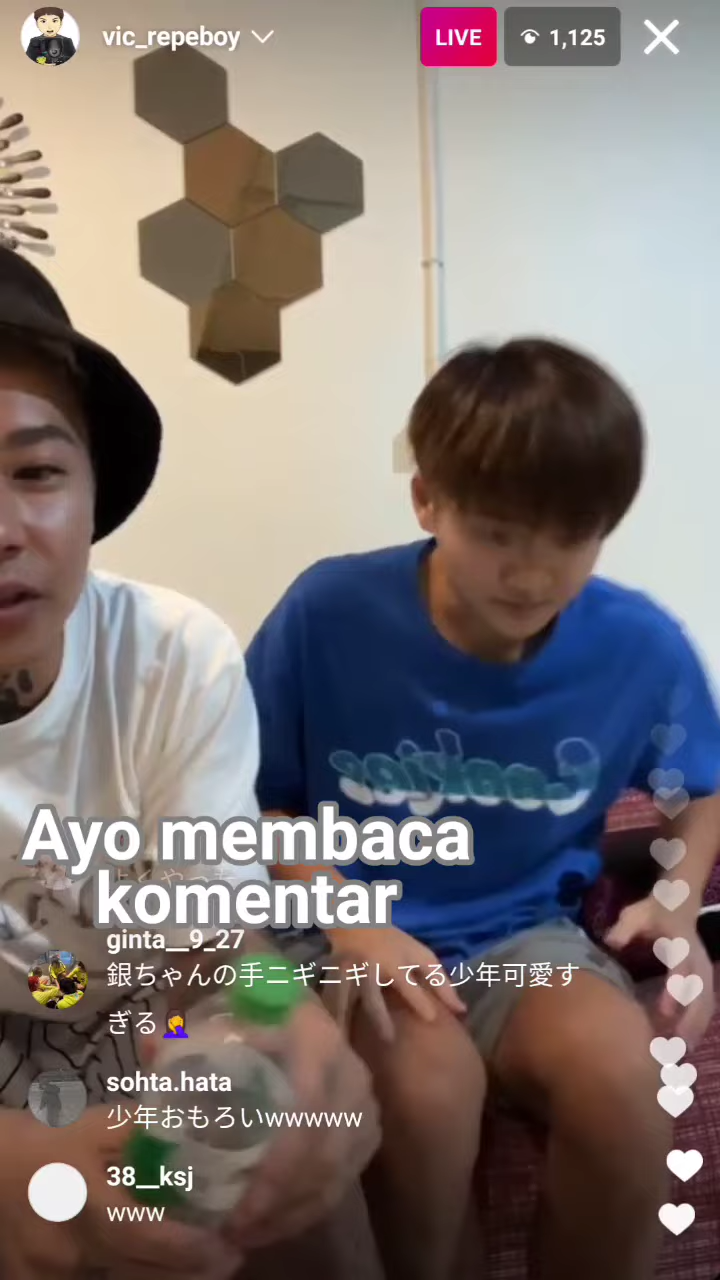 vic_repeboy
LIVE
1,125
Cookies
Ayo membaca
komentar
ginta__9_27
銀ちゃんの手ニギニギしてる少年可愛す
ぎる🤦‍♀️
sohta.hata
少年おもろいwwwww
38__ksj
www